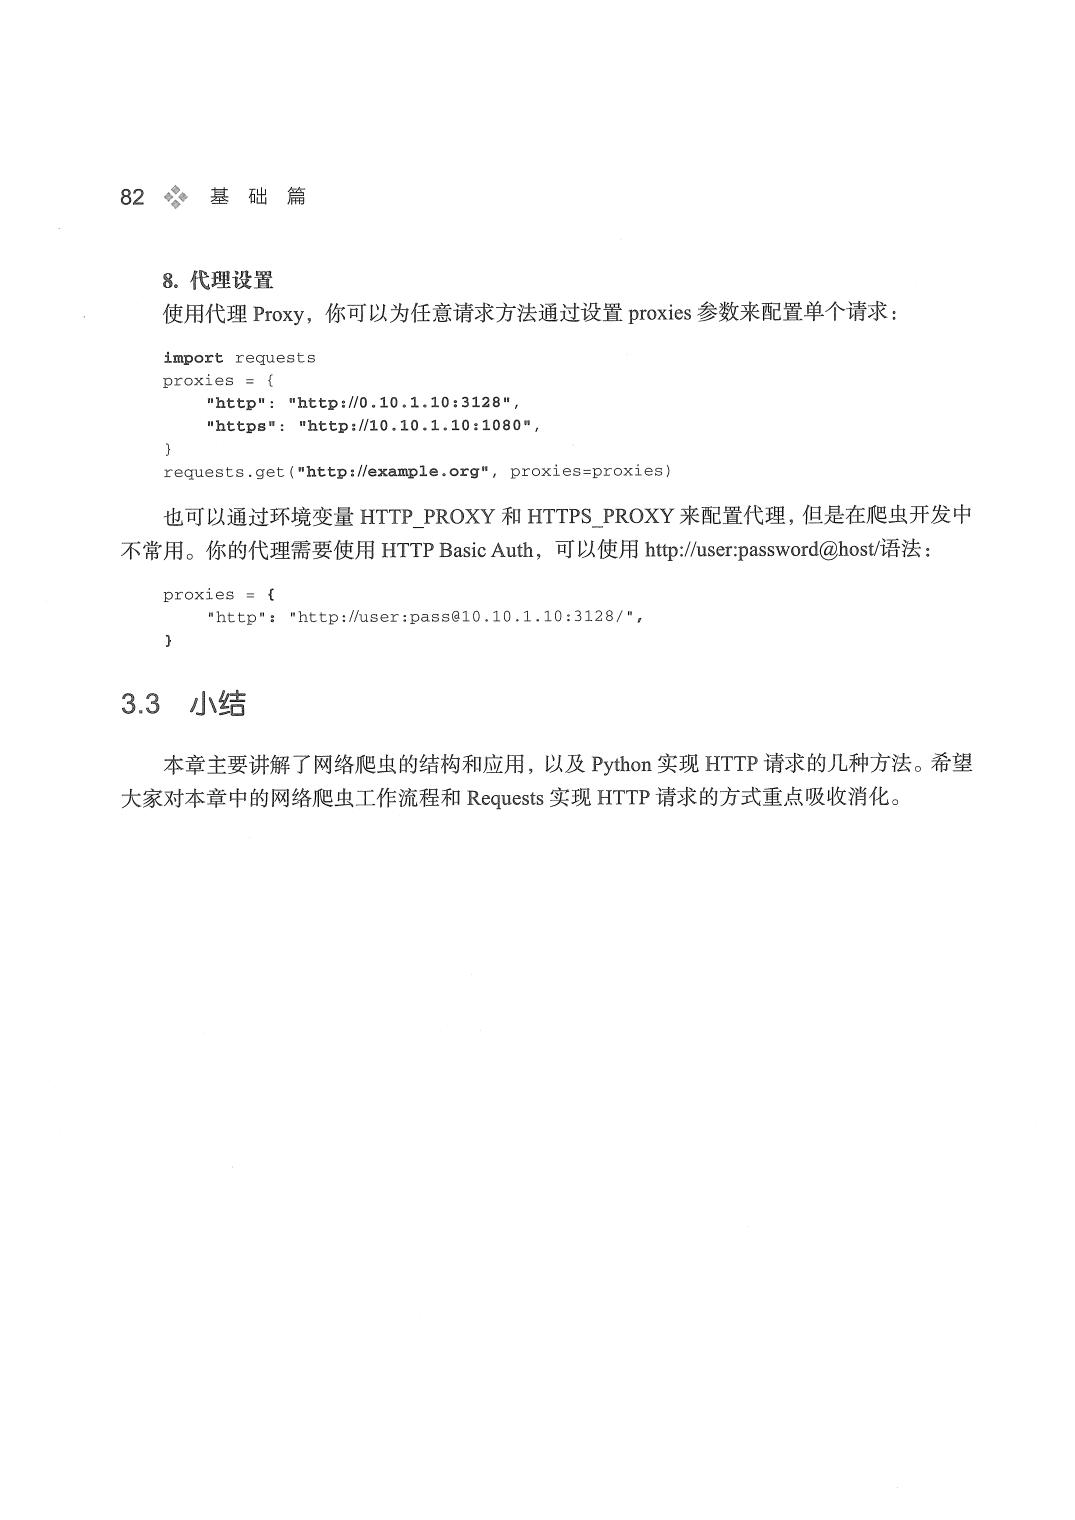 82 基 础 篇
8. 代理设置
使用代理 Proxy，你可以为任意请求方法通过设置 proxies 参数来配置单个请求：
import requests
proxies = {
    "http": "http://0.10.1.10:3128",
    "https": "http://10.10.1.10:1080",
}
requests.get("http://example.org", proxies=proxies)
也可以通过环境变量 HTTP_PROXY 和 HTTPS_PROXY 来配置代理，但是在爬虫开发中
不常用。你的代理需要使用 HTTP Basic Auth，可以使用 http://user:password@host/语法：
proxies = {
    "http": "http://user:pass@10.10.1.10:3128/",
}
3.3 小结
本章主要讲解了网络爬虫的结构和应用，以及 Python 实现 HTTP 请求的几种方法。希望
大家对本章中的网络爬虫工作流程和 Requests 实现 HTTP 请求的方式重点吸收消化。